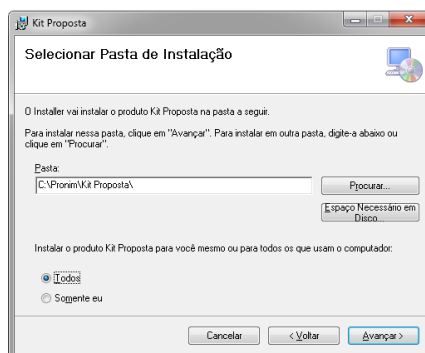 Kit Proposta
Selecionar Pasta de Instalação
O Installer vai instalar o produto Kit Proposta na pasta a seguir.
Para instalar nessa pasta, clique em "Avançar". Para instalar em outra pasta, digite-a abaixo ou
clique em "Procurar".
Pasta:
C:\Pronim\Kit Proposta\
Procurar...
Espaço Necessário em
Disco...
Instalar o produto Kit Proposta para você mesmo ou para todos os que usam o computador:
Todos
Somente eu
Cancelar
< Voltar
Avançar >